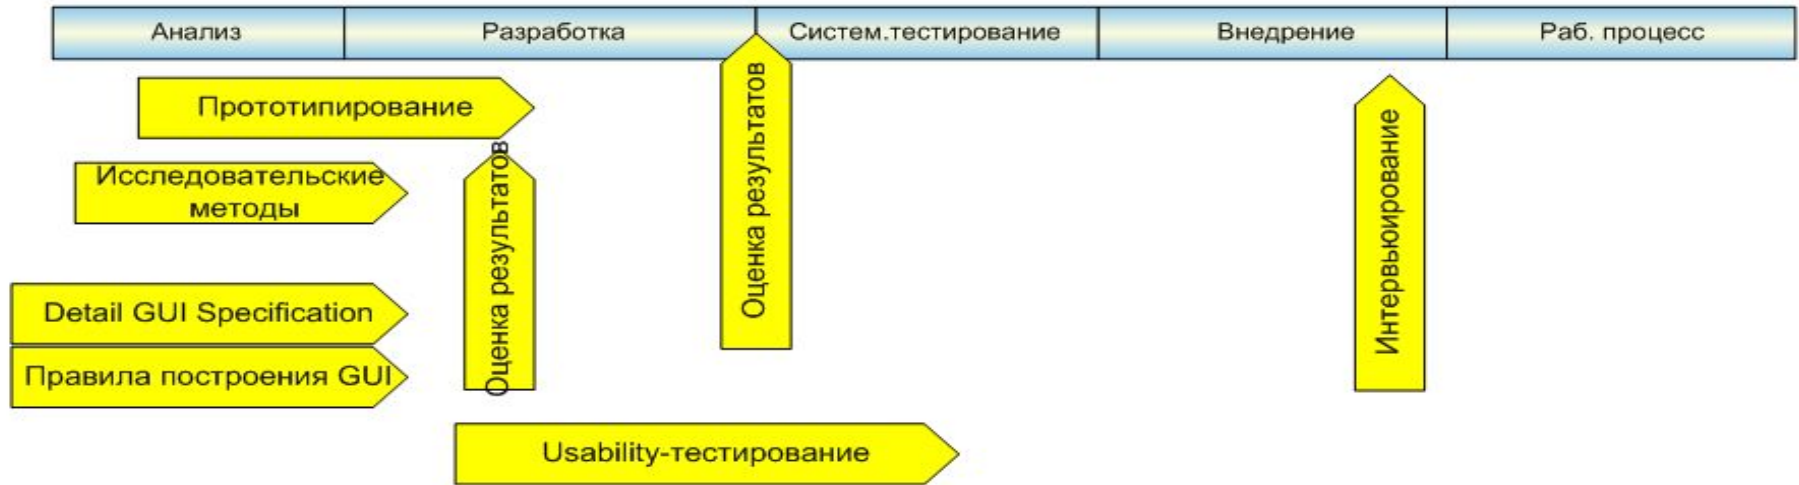 Анализ
Разработка
Систем.тестирование
Внедрение
Раб. процесс
Прототипирование
Исследовательские
методы
Detail GUI Specification
Правила построения GUI
Оценка результатов
Оценка результатов
Интервьюирование
Usability-тестирование